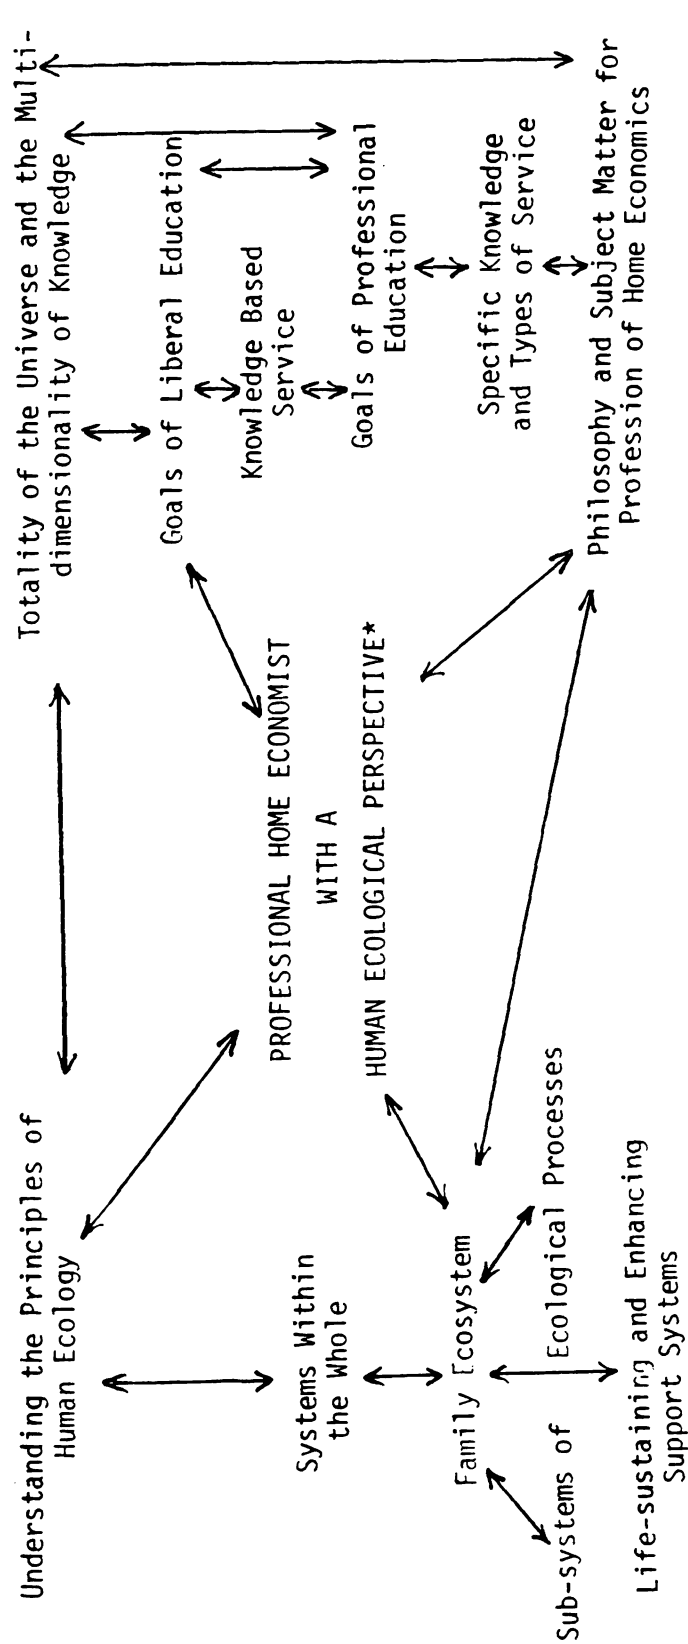 Understanding the Principles of
Human Ecology
Systems Within
the Whole
Family Ecosystem
Sub-systems of
Ecological Processes
Life-sustaining and Enhancing
Support Systems
PROFESSIONAL HOME ECONOMIST
WITH A
HUMAN ECOLOGICAL PERSPECTIVE*
Totality of the Universe and the Multi-
dimensionality of Knowledge
Goals of Liberal Education
Knowledge Based
Service
Goals of Professional
Education
Specific Knowledge
and Types of Service
Philosophy and Subject Matter for
Profession of Home Economics